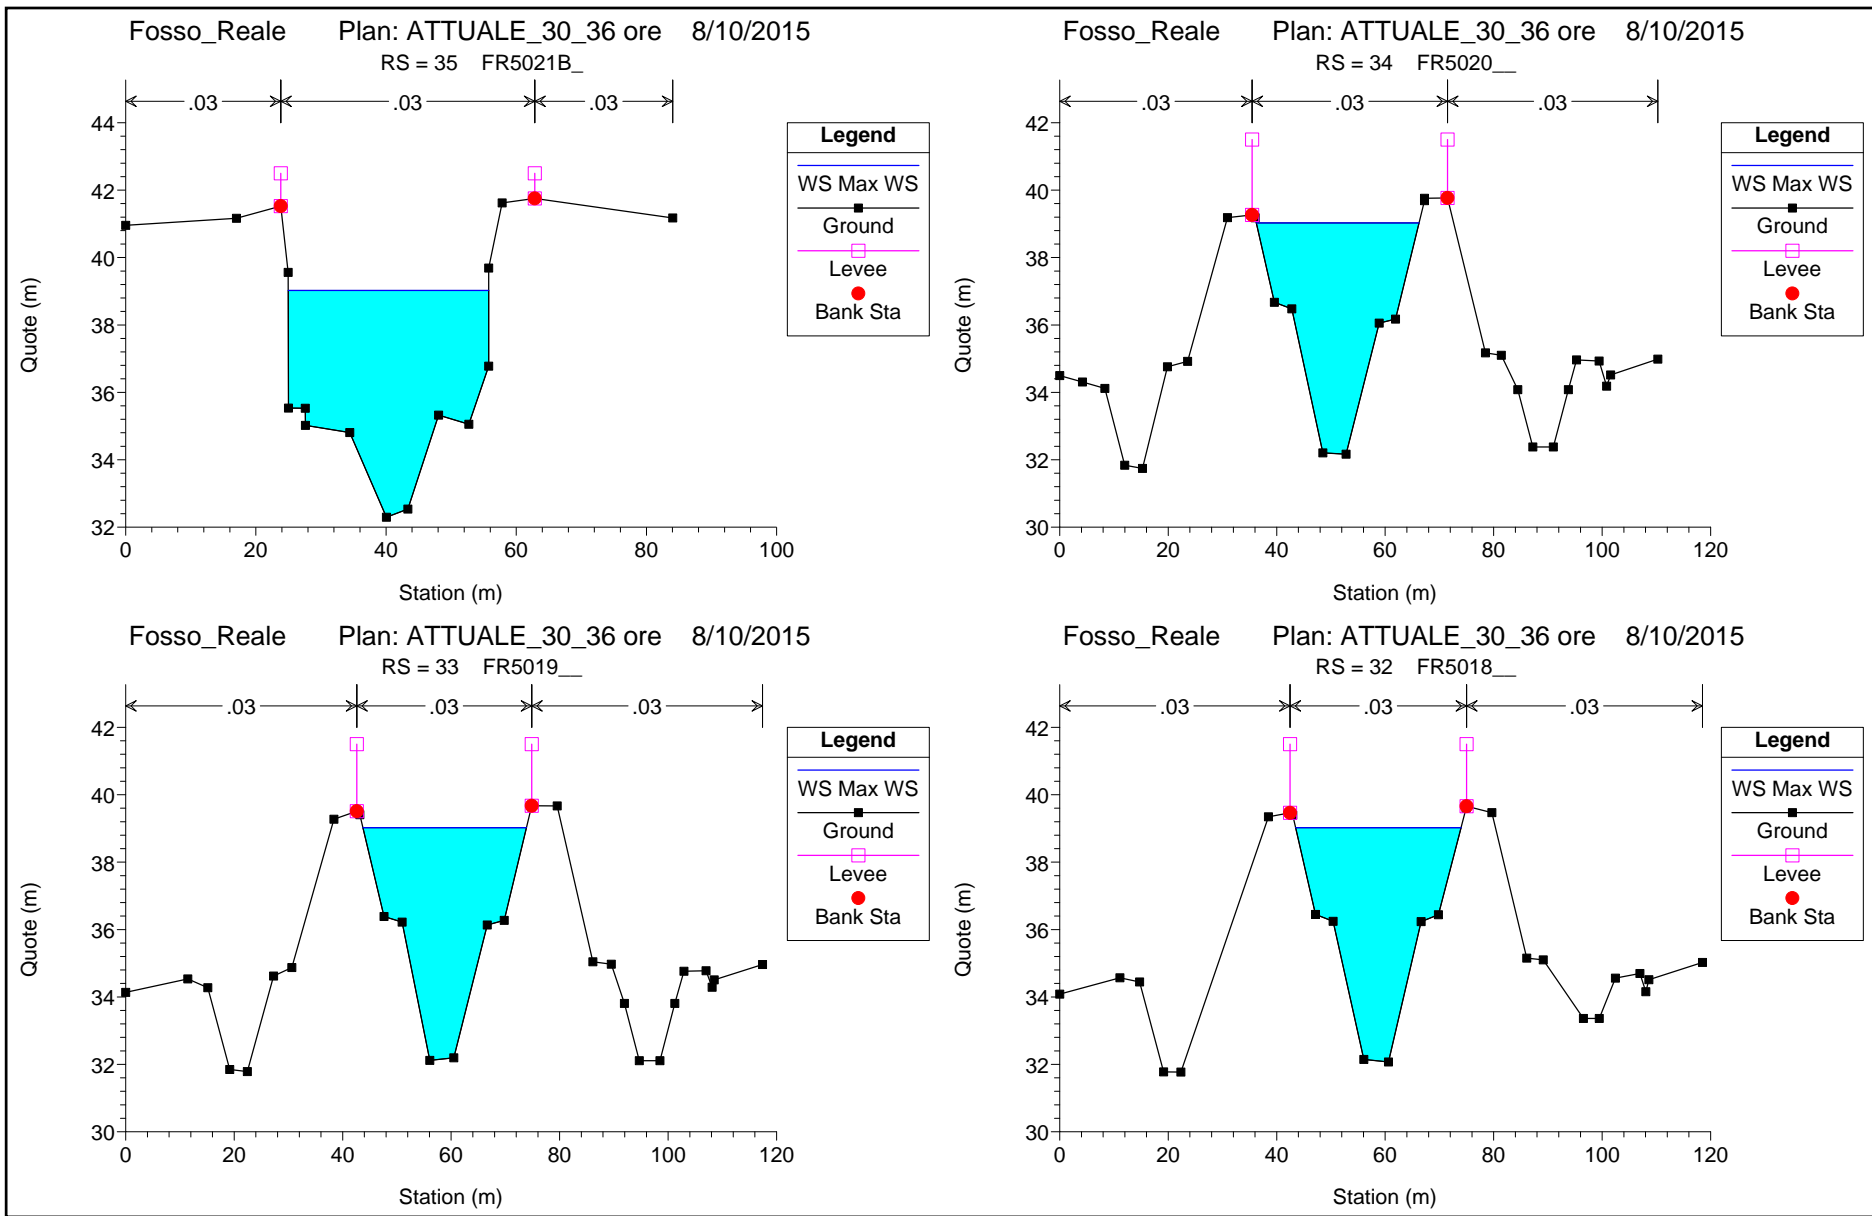 Fosso_Reale Plan: ATTUALE_30_36 ore 8/10/2015
RS = 35 FR5021B_
.03 .03 .03
44
42
40
38
36
34
32
0 20 40 60 80 100
Quote (m)
Station (m)
Legend
WS Max WS
Ground
Levee
Bank Sta
Fosso_Reale Plan: ATTUALE_30_36 ore 8/10/2015
RS = 34 FR5020__
.03 .03 .03
42
40
38
36
34
32
30
0 20 40 60 80 100 120
Quote (m)
Station (m)
Legend
WS Max WS
Ground
Levee
Bank Sta
Fosso_Reale Plan: ATTUALE_30_36 ore 8/10/2015
RS = 33 FR5019__
.03 .03 .03
42
40
38
36
34
32
30
0 20 40 60 80 100 120
Quote (m)
Station (m)
Legend
WS Max WS
Ground
Levee
Bank Sta
Fosso_Reale Plan: ATTUALE_30_36 ore 8/10/2015
RS = 32 FR5018__
.03 .03 .03
42
40
38
36
34
32
30
0 20 40 60 80 100 120
Quote (m)
Station (m)
Legend
WS Max WS
Ground
Levee
Bank Sta